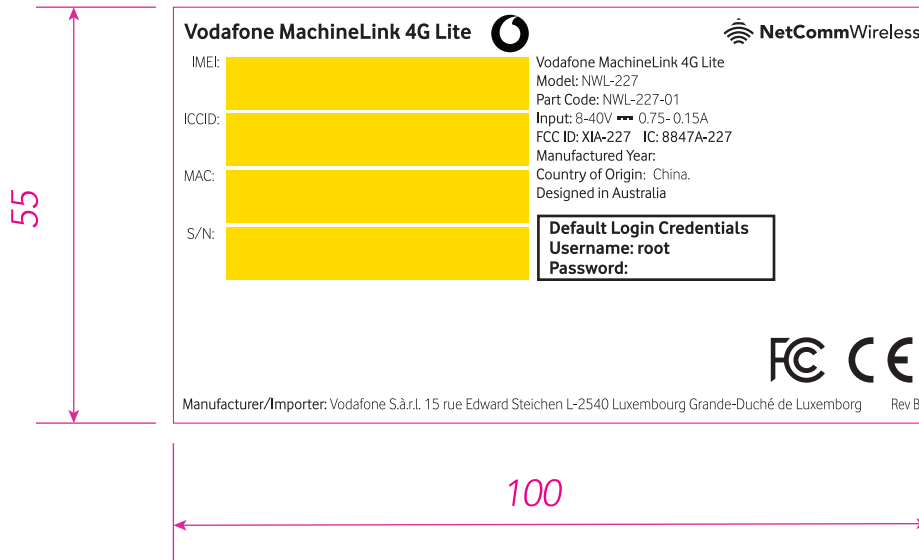 Vodafone MachineLink 4G Lite
NetCommWireless
IMEI:
ICCID:
MAC:
S/N:
Vodafone MachineLink 4G Lite
Model: NWL-227
Part Code: NWL-227-01
Input: 8-40V ⎓ 0.75- 0.15A
FCC ID: XIA-227 IC: 8847A-227
Manufactured Year:
Country of Origin: China.
Designed in Australia
Default Login Credentials
Username: root
Password:
FC CE
Manufacturer/Importer: Vodafone S.à.r.l. 15 rue Edward Steichen L-2540 Luxembourg Grande-Duché de Luxemborg Rev B
55
100